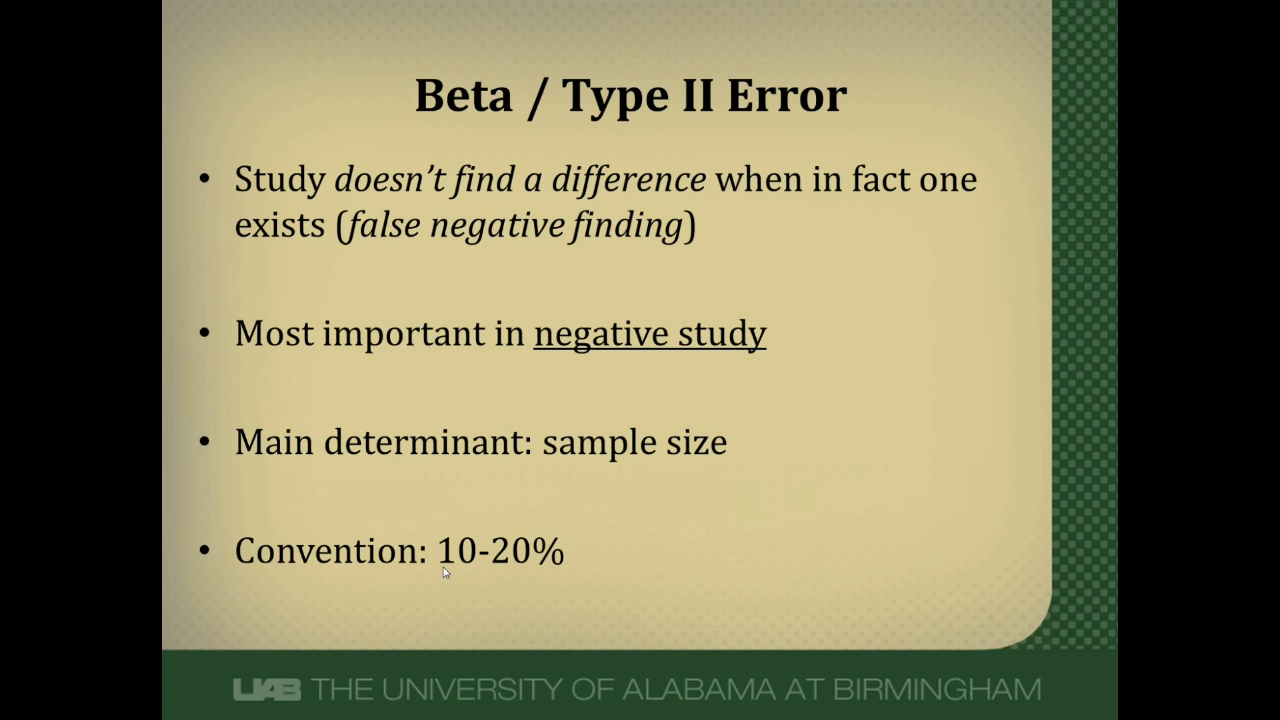 Beta / Type II Error
• Study doesn't find a difference when in fact one
exists (false negative finding)
• Most important in negative study
• Main determinant: sample size
• Convention: 10-20%
UAB THE UNIVERSITY OF ALABAMA AT BIRMINGHAM